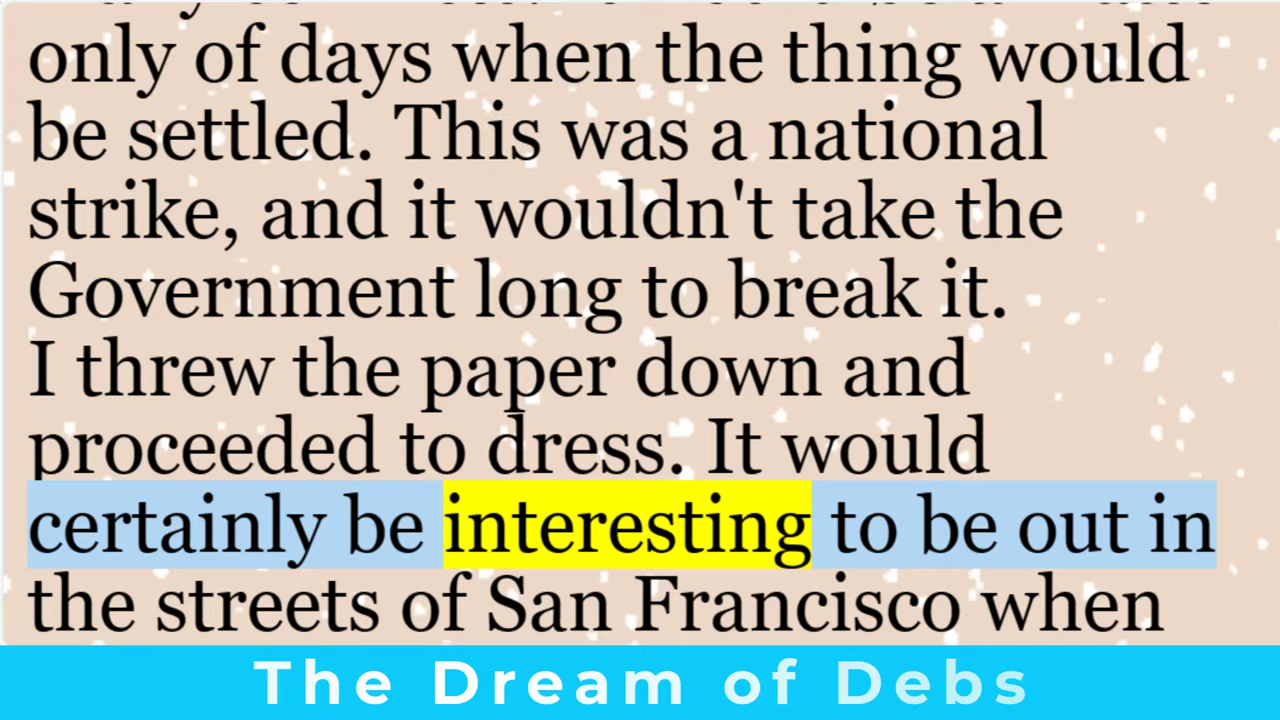 only of days when the thing would
be settled. This was a national
strike, and it wouldn't take the
Government long to break it.
I threw the paper down and
proceeded to dress. It would
certainly be interesting to be out in
the streets of San Francisco when
The Dream of Debs